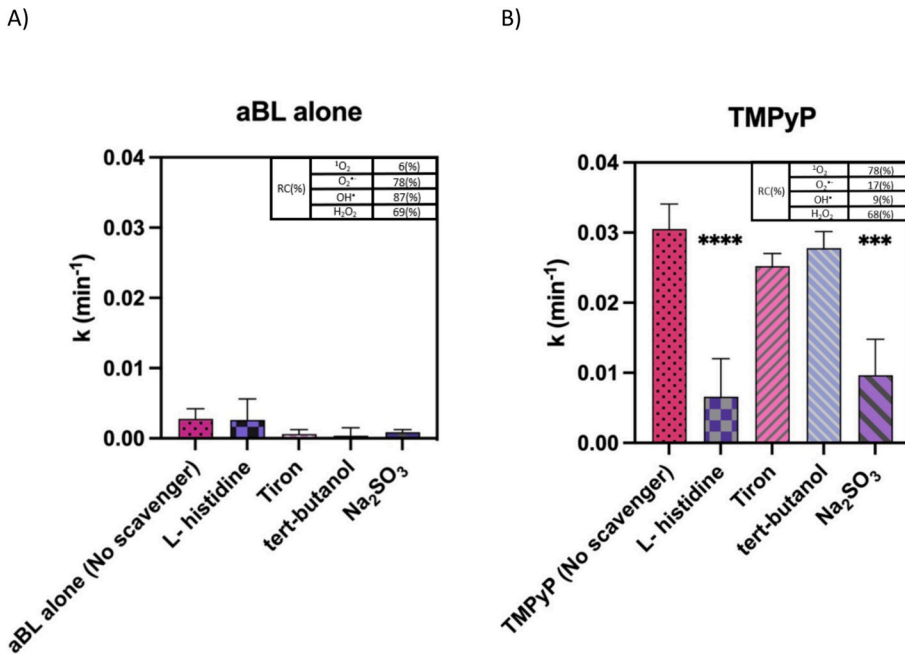 A)
B)
aBL alone
TMPyP
0.04
0.03
0.02
0.01
0.00
k (min⁻¹)
RC(%)
¹O₂ 6(%)
O₂•⁻ 78(%)
OH• 87(%)
H₂O₂ 69(%)
aBL alone (No scavenger)
L- histidine
Tiron
tert-butanol
Na₂SO₃
0.04
0.03
0.02
0.01
0.00
k (min⁻¹)
RC(%)
¹O₂ 78(%)
O₂•⁻ 17(%)
OH• 9(%)
H₂O₂ 68(%)
****
***
TMPyP (No scavenger)
L- histidine
Tiron
tert-butanol
Na₂SO₃